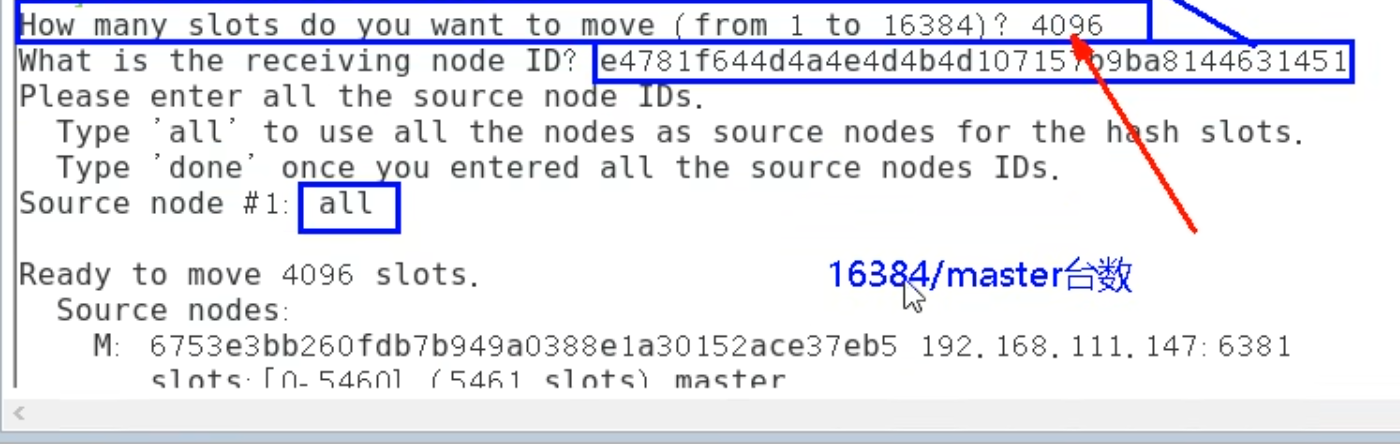 How many slots do you want to move (from 1 to 16384)? 4096
What is the receiving node ID? e4781f644d4a4e4d4b4d107157b9ba8144631451
Please enter all the source node IDs.
Type 'all' to use all the nodes as source nodes for the hash slots.
Type 'done' once you entered all the source nodes IDs.
Source node #1: all
Ready to move 4096 slots.
16384/master台数
Source nodes:
M: 6753e3bb260fdb7b949a0388e1a30152ace37eb5 192.168.111.147:6381
slots:[0-5460] (5461 slots) master